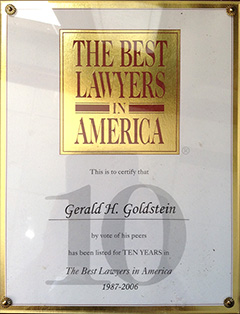 THE BEST
LAWYERS
IN
AMERICA
®
This is to certify that
10
Gerald H. Goldstein
by vote of his peers
has been listed for TEN YEARS in
The Best Lawyers in America
1987-2006